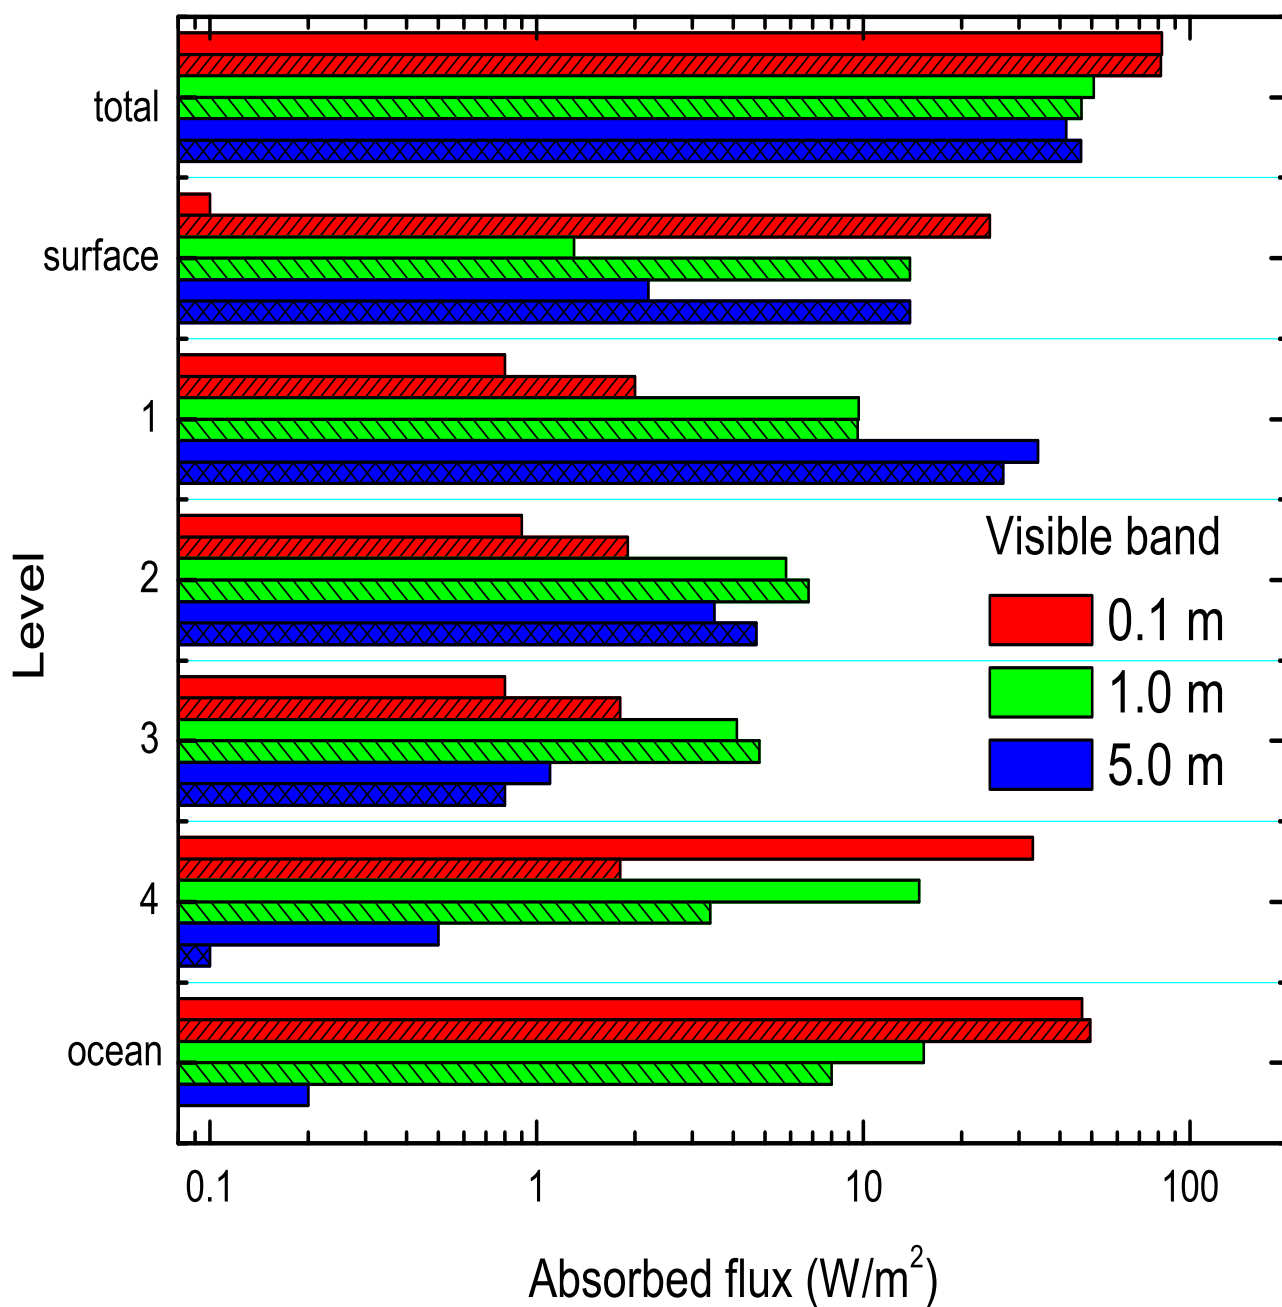 total
surface
1
2
3
4
ocean
Level
Visible band
0.1 m
1.0 m
5.0 m
0.1 1 10 100
Absorbed flux (W/m²)